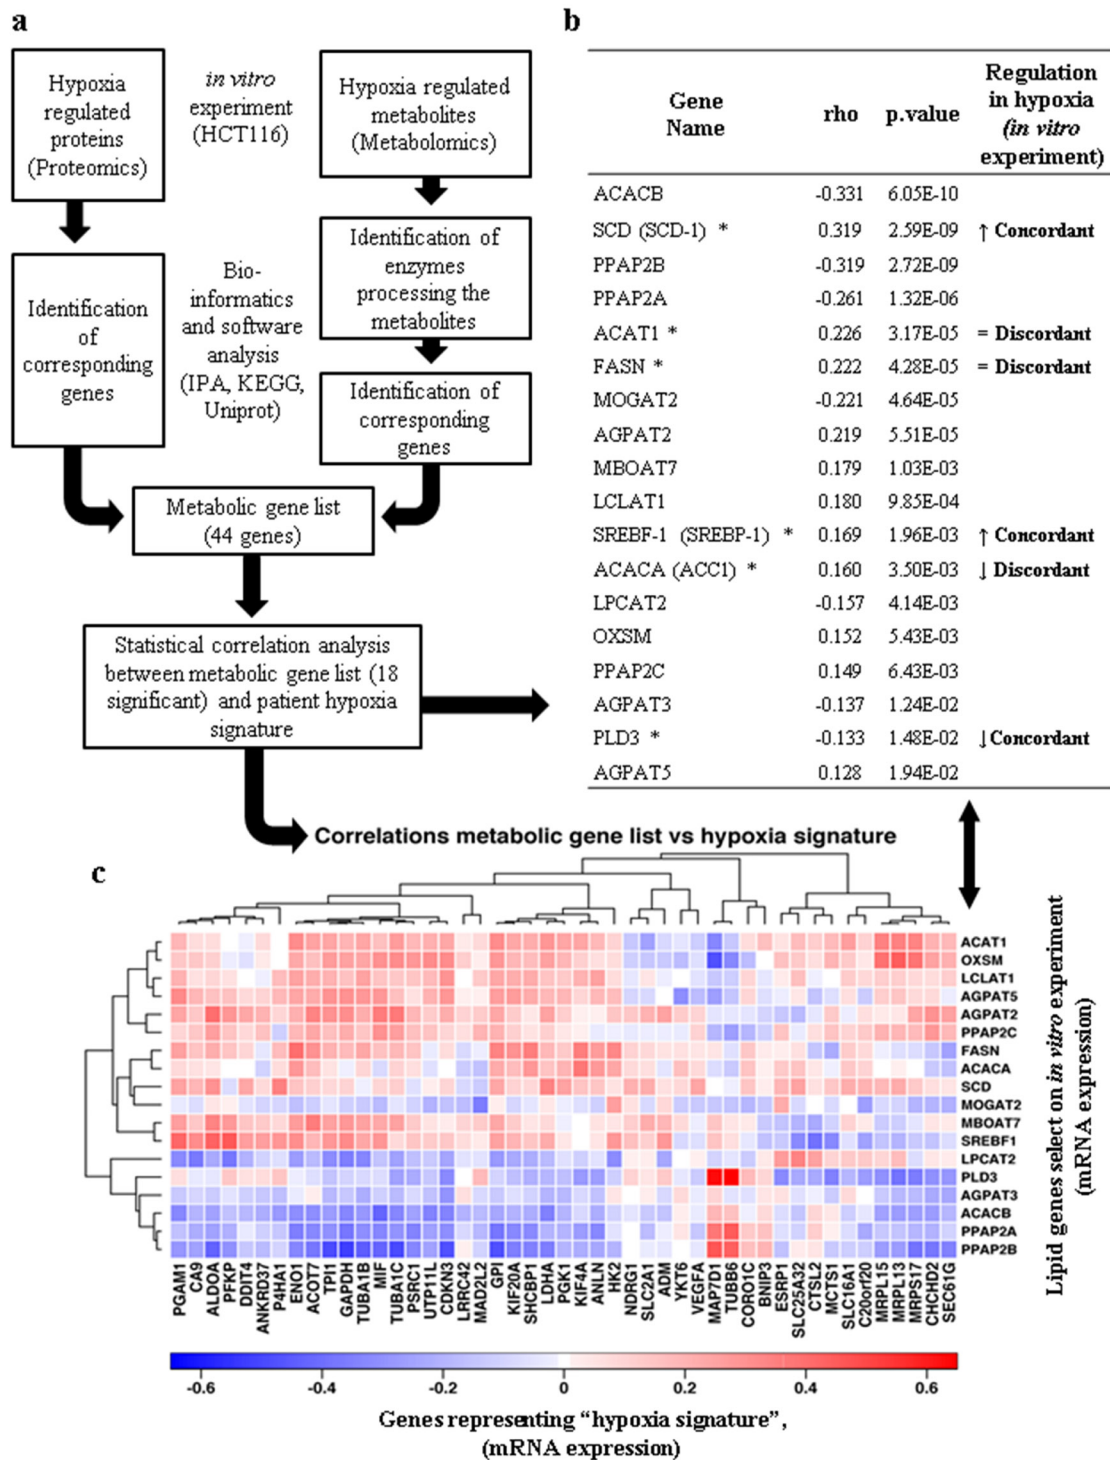 a
Hypoxia
regulated
proteins
(Proteomics)
in vitro
experiment
(HCT116)
Hypoxia regulated
metabolites
(Metabolomics)
Identification
of
corresponding
genes
Bio-
informatics
and software
analysis
(IPA, KEGG,
Uniprot)
Identification of
enzymes
processing the
metabolites
Identification of
corresponding
genes
Metabolic gene list
(44 genes)
Statistical correlation analysis
between metabolic gene list (18
significant) and patient hypoxia
signature
b
Gene
Name
rho
p.value
Regulation
in hypoxia
(in vitro
experiment)
ACACB -0.331 6.05E-10
SCD (SCD-1) * 0.319 2.59E-09 ↑ Concordant
PPAP2B -0.319 2.72E-09
PPAP2A -0.261 1.32E-06
ACAT1 * 0.226 3.17E-05 = Discordant
FASN * 0.222 4.28E-05 = Discordant
MOGAT2 -0.221 4.64E-05
AGPAT2 0.219 5.51E-05
MBOAT7 0.179 1.03E-03
LCLAT1 0.180 9.85E-04
SREBF-1 (SREBP-1) * 0.169 1.96E-03 ↑ Concordant
ACACA (ACC1) * 0.160 3.50E-03 ↓ Discordant
LPCAT2 -0.157 4.14E-03
OXSM 0.152 5.43E-03
PPAP2C 0.149 6.43E-03
AGPAT3 -0.137 1.24E-02
PLD3 * -0.133 1.48E-02 ↓ Concordant
AGPAT5 0.128 1.94E-02
Correlations metabolic gene list vs hypoxia signature
c
ACAT1
OXSM
LCLAT1
AGPAT5
AGPAT2
PPAP2C
FASN
ACACA
SCD
MOGAT2
MBOAT7
SREBF1
LPCAT2
PLD3
AGPAT3
ACACB
PPAP2A
PPAP2B
Lipid genes select on in vitro experiment
(mRNA expression)
PGAM1
CA9
ALDOA
PFKP
DDIT4
ANKRD37
P4HA1
ENO1
ACOT7
TPI1
GAPDH
TUBA1B
MIF
TUBA1C
PSRC1
UTP11L
CDKN3
LRRC42
MAD2L2
GPI
KIF20A
SHCBP1
LDHA
PGK1
KIF4A
ANLN
HK2
NDRG1
SLC2A1
ADM
YKT6
VEGFA
MAP7D1
TUBB6
CORO1C
BNIP3
ESRP1
SLC25A32
CTSL2
MCTS1
SLC16A1
C20orf20
MRPL15
MRPL13
MRPS17
CHCHD2
SEC61G
-0.6 -0.4 -0.2 0 0.2 0.4 0.6
Genes representing “hypoxia signature”,
(mRNA expression)